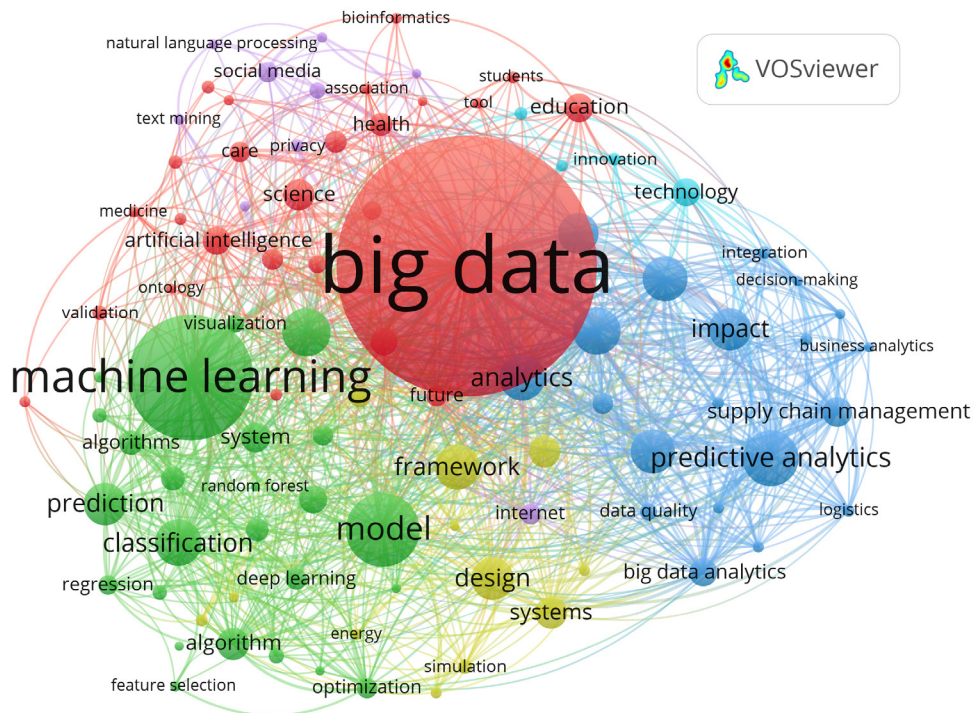 bioinformatics
natural language processing
social media
VOSviewer
students
association
tool
education
text mining
health
care
privacy
innovation
science
technology
medicine
artificial intelligence
big data
integration
decision-making
ontology
validation
visualization
impact
business analytics
machine learning
analytics
future
supply chain management
algorithms
system
framework
predictive analytics
random forest
prediction
internet
data quality
logistics
model
classification
big data analytics
regression
deep learning
design
systems
energy
algorithm
simulation
feature selection
optimization